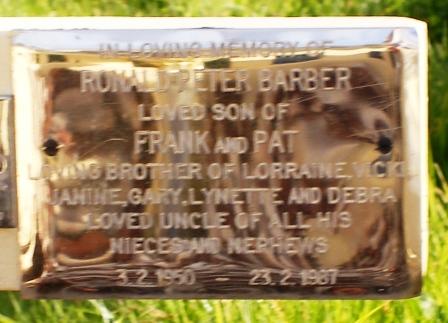 IN LOVING MEMORY OF
RONALD PETER BARBER
LOVED SON OF
FRANK AND PAT
LOVING BROTHER OF LORRAINE, VICKI
JANINE, GARY, LYNETTE AND DEBRA
LOVED UNCLE OF ALL HIS
NIECES AND NEPHEWS
3.2.1950 — 23.2.1987